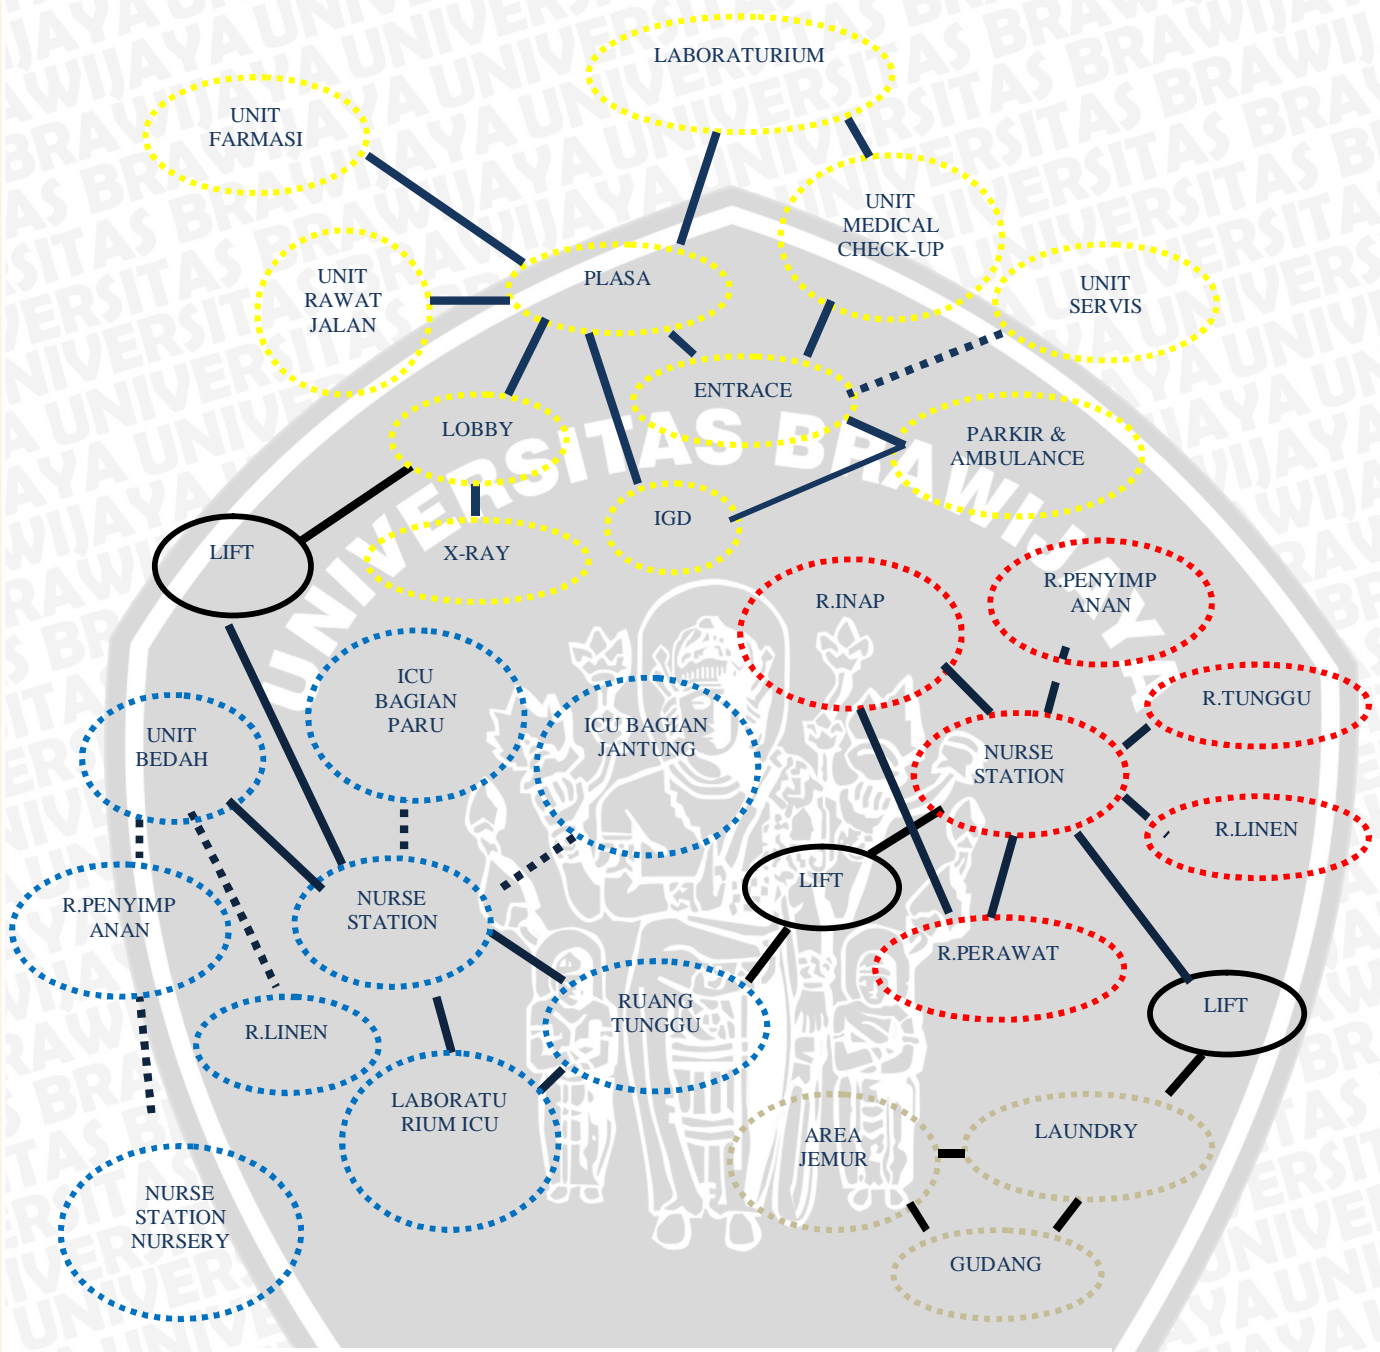 LABORATURIUM
UNIT
FARMASI
UNIT
MEDICAL
CHECK-UP
UNIT
RAWAT
JALAN
PLASA
UNIT
SERVIS
ENTRACE
LOBBY
PARKIR &
AMBULANCE
UNIVERSITAS BRAWIJAYA
IGD
LIFT
X-RAY
R.INAP
R.PENYIMP
ANAN
ICU
BAGIAN
PARU
ICU BAGIAN
JANTUNG
R.TUNGGU
UNIT
BEDAH
NURSE
STATION
R.LINEN
LIFT
R.PENYIMP
ANAN
NURSE
STATION
R.PERAWAT
RUANG
TUNGGU
LIFT
R.LINEN
LABORATU
RIUM ICU
AREA
JEMUR
LAUNDRY
NURSE
STATION
NURSERY
GUDANG